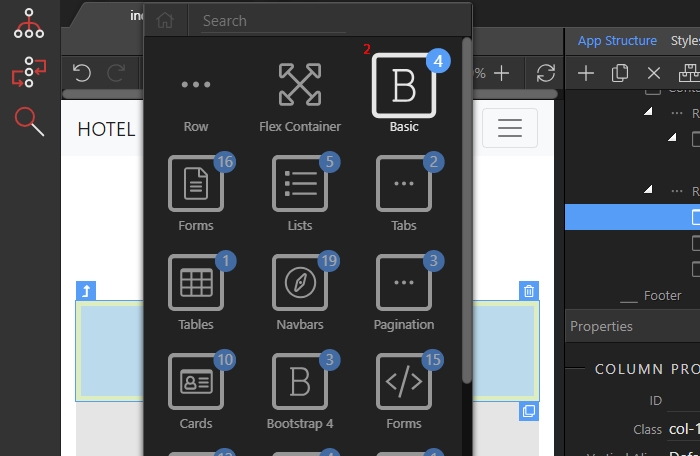 Search
App Structure
Styles
2
4
Row
Flex Container
Basic
HOTEL
16
5
2
Forms
Lists
Tabs
1
19
3
Tables
Navbars
Pagination
Footer
Properties
10
3
15
Cards
Bootstrap 4
Forms
COLUMN PRO
ID
Class
col-1